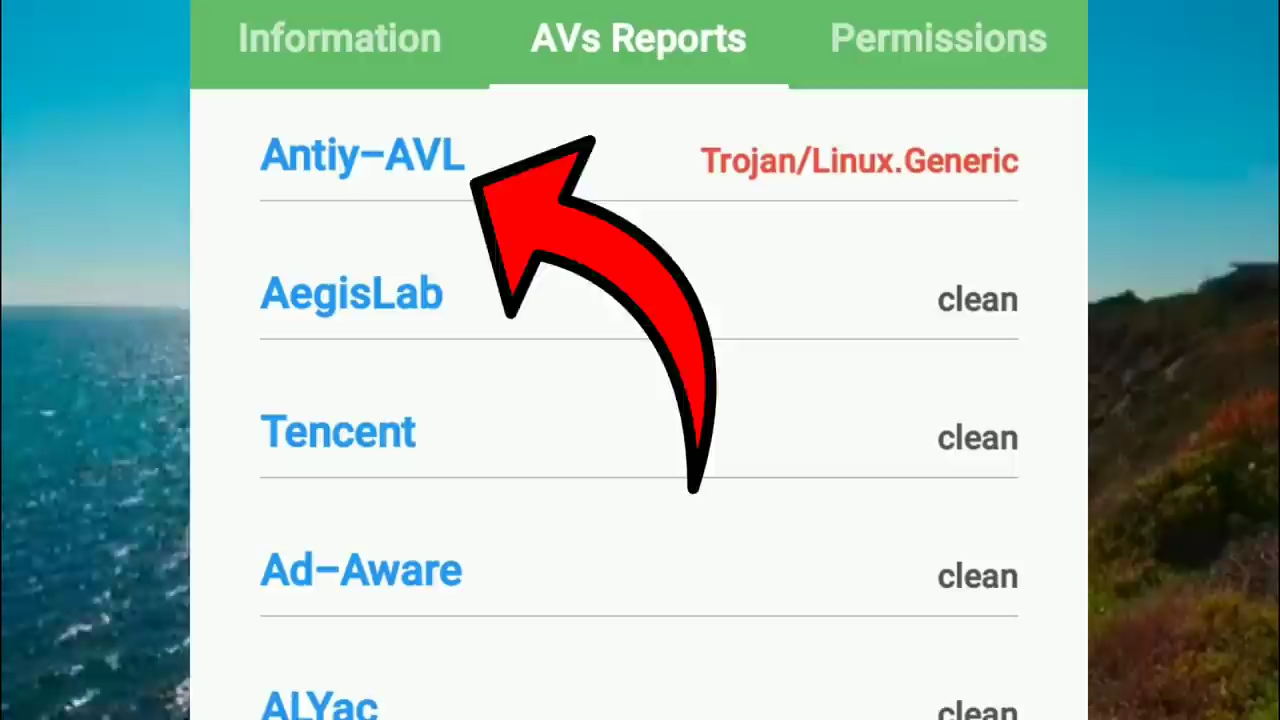 Information AVs Reports Permissions
Antiy–AVL Trojan/Linux.Generic
AegisLab clean
Tencent clean
Ad–Aware clean
ALYac clean